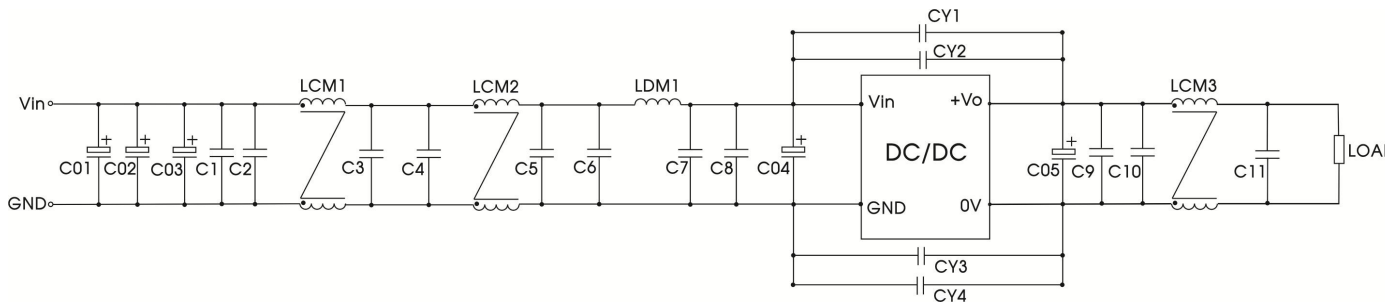 CY1
CY2
LCM1
LCM2
LDM1
LCM3
Vin
Vin
+Vo
DC/DC
+
+
+
+
+
C01
C02
C03
C1
C2
C3
C4
C5
C6
C7
C8
C04
C05
C9
C10
C11
LOAI
GND
GND
0V
CY3
CY4